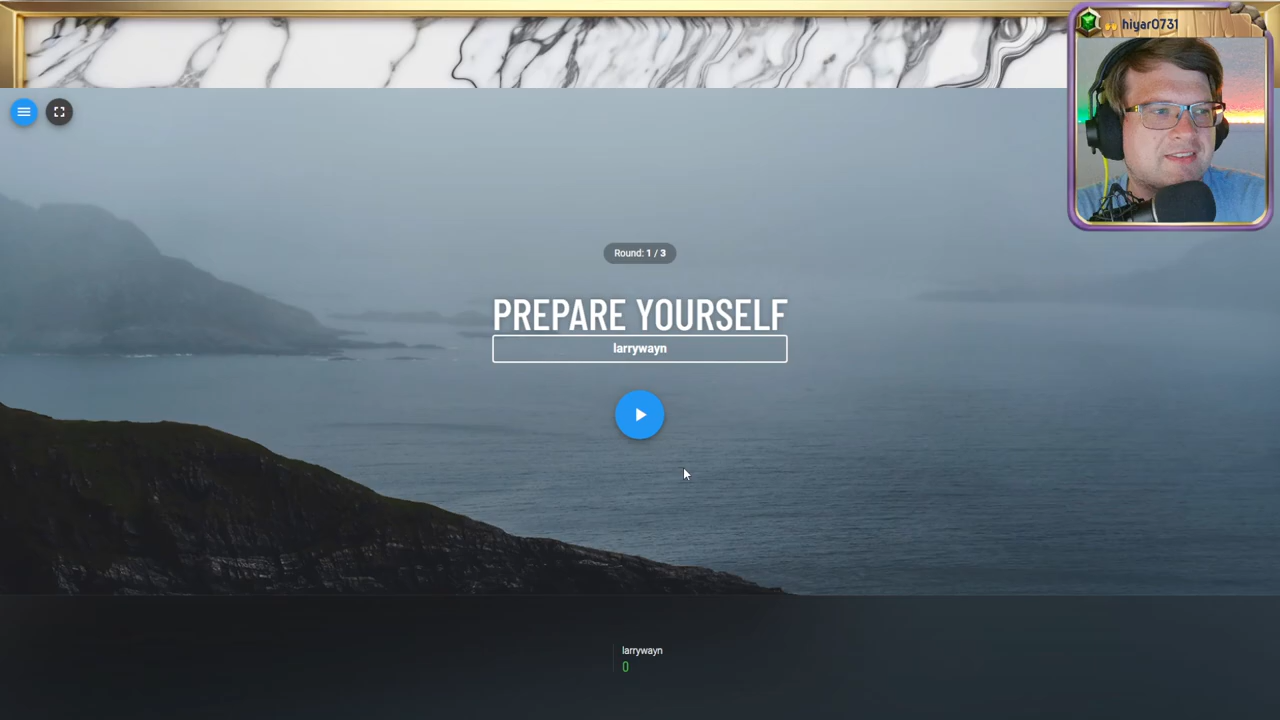 hiyar0731
Round: 1 / 3
PREPARE YOURSELF
larrywayn
larrywayn
0